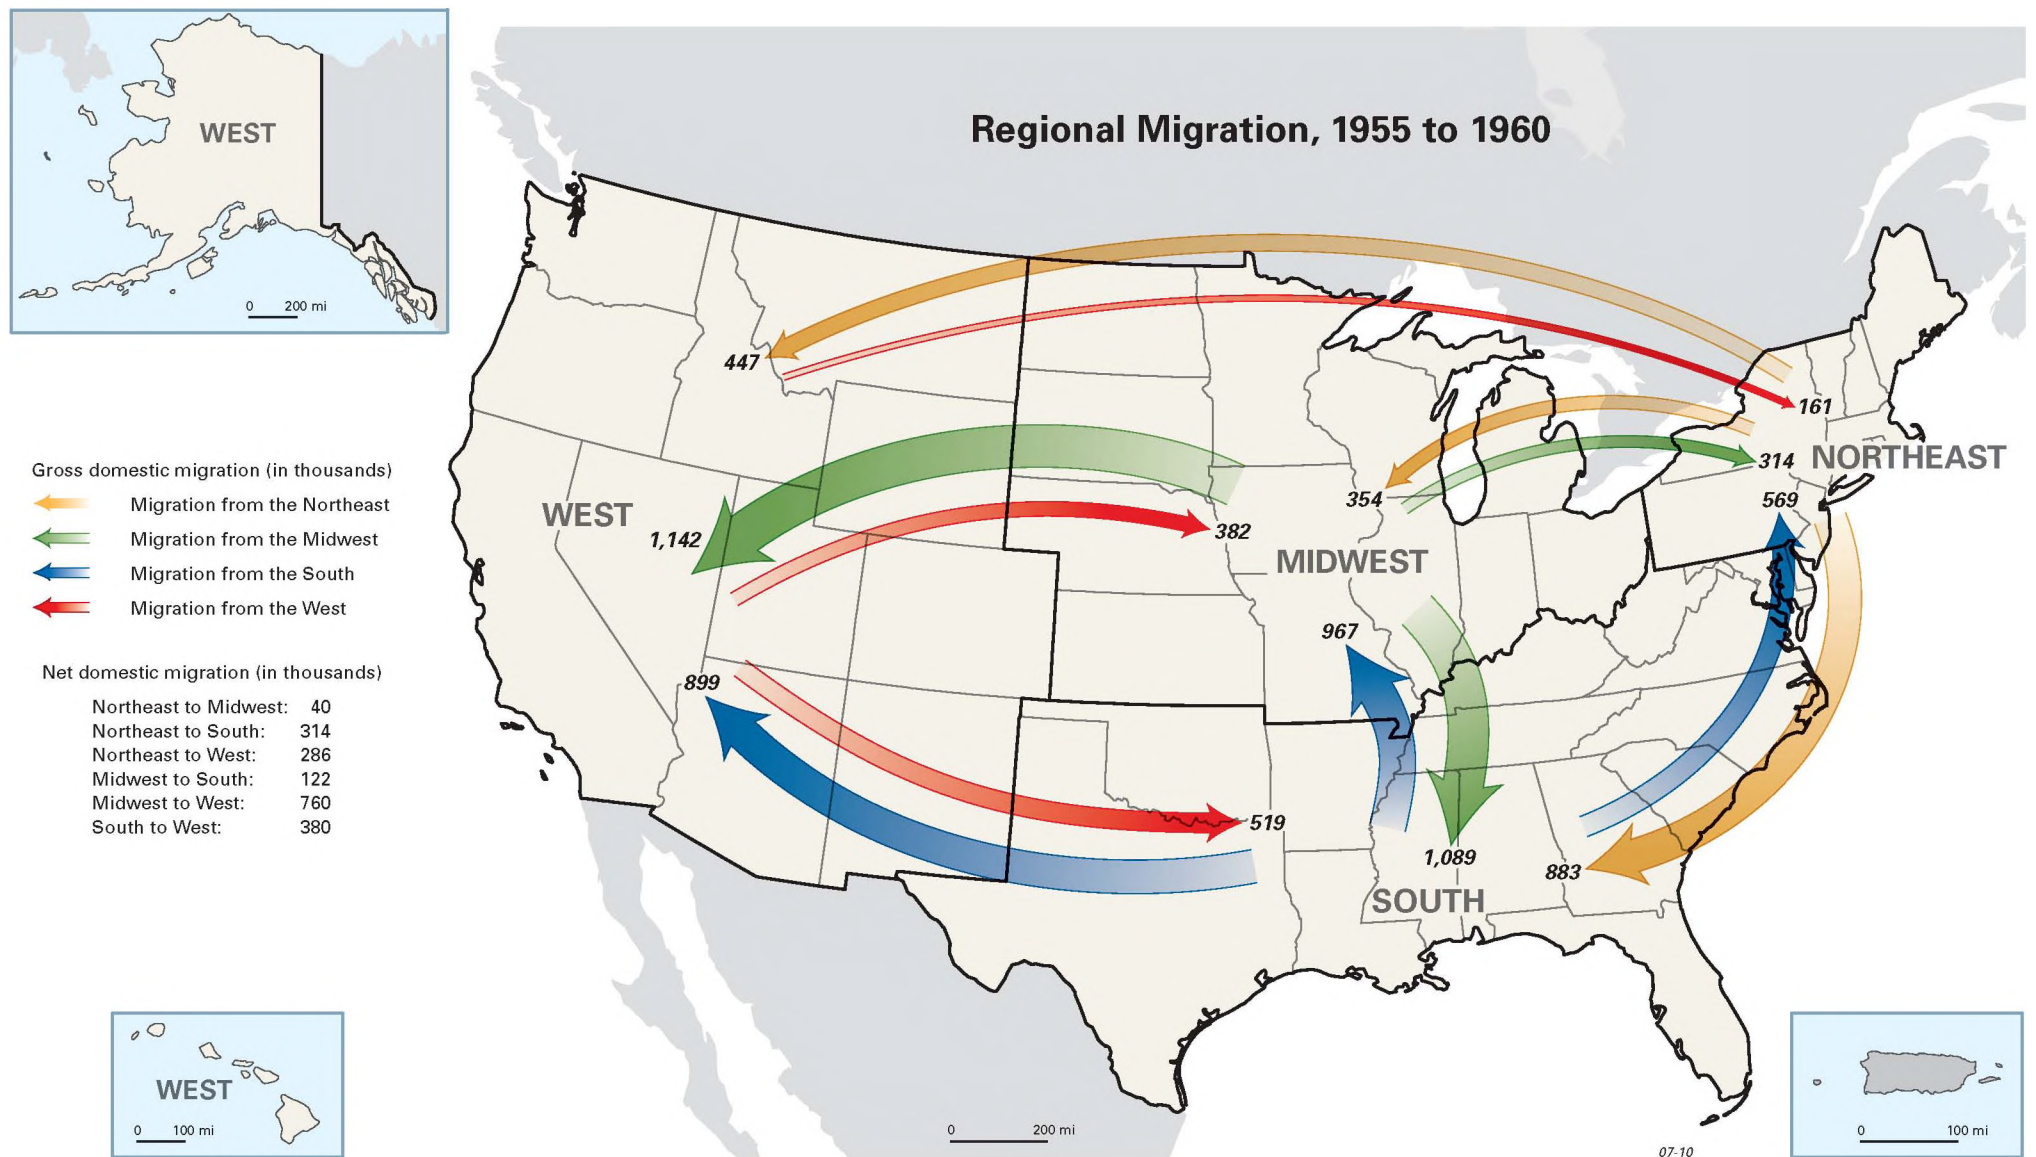 WEST
0 200 mi
Regional Migration, 1955 to 1960
447
161
314
NORTHEAST
Gross domestic migration (in thousands)
Migration from the Northeast
Migration from the Midwest
Migration from the South
Migration from the West
354
569
WEST
1,142
382
MIDWEST
967
Net domestic migration (in thousands)
Northeast to Midwest: 40
Northeast to South: 314
Northeast to West: 286
Midwest to South: 122
Midwest to West: 760
South to West: 380
899
519
1,089
883
SOUTH
WEST
0 100 mi
0 200 mi
0 100 mi
07-10